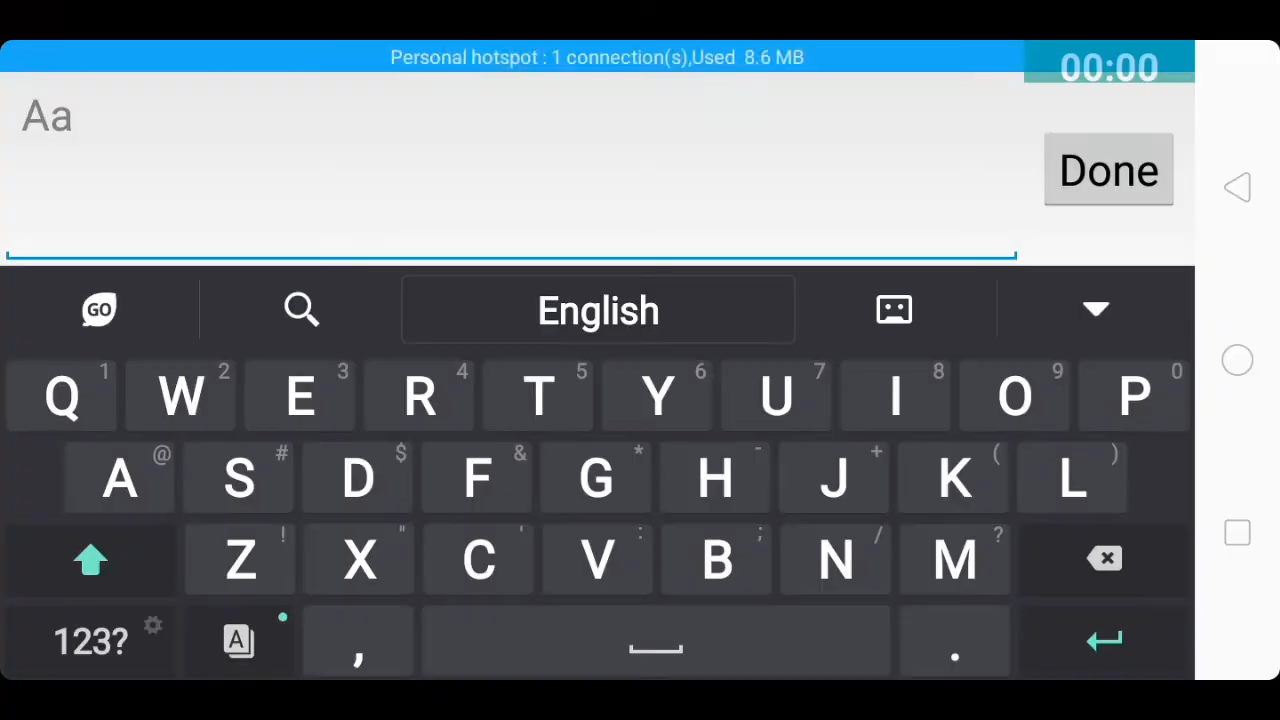 Personal hotspot : 1 connection(s),Used 8.6 MB
00:00
Aa
Done
GO
English
Q 1 W 2 E 3 R 4 T 5 Y 6 U 7 I 8 O 9 P 0
A @ S # D $ F & G * H - J + K ( L )
Z ! X " C ' V : B ; N / M ?
123? A , .